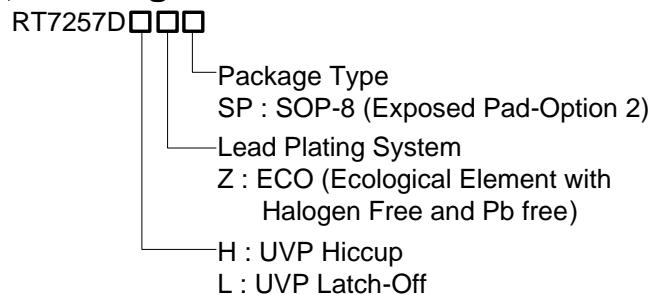 RT7257D□□□
Package Type
SP : SOP-8 (Exposed Pad-Option 2)
Lead Plating System
Z : ECO (Ecological Element with
Halogen Free and Pb free)
H : UVP Hiccup
L : UVP Latch-Off